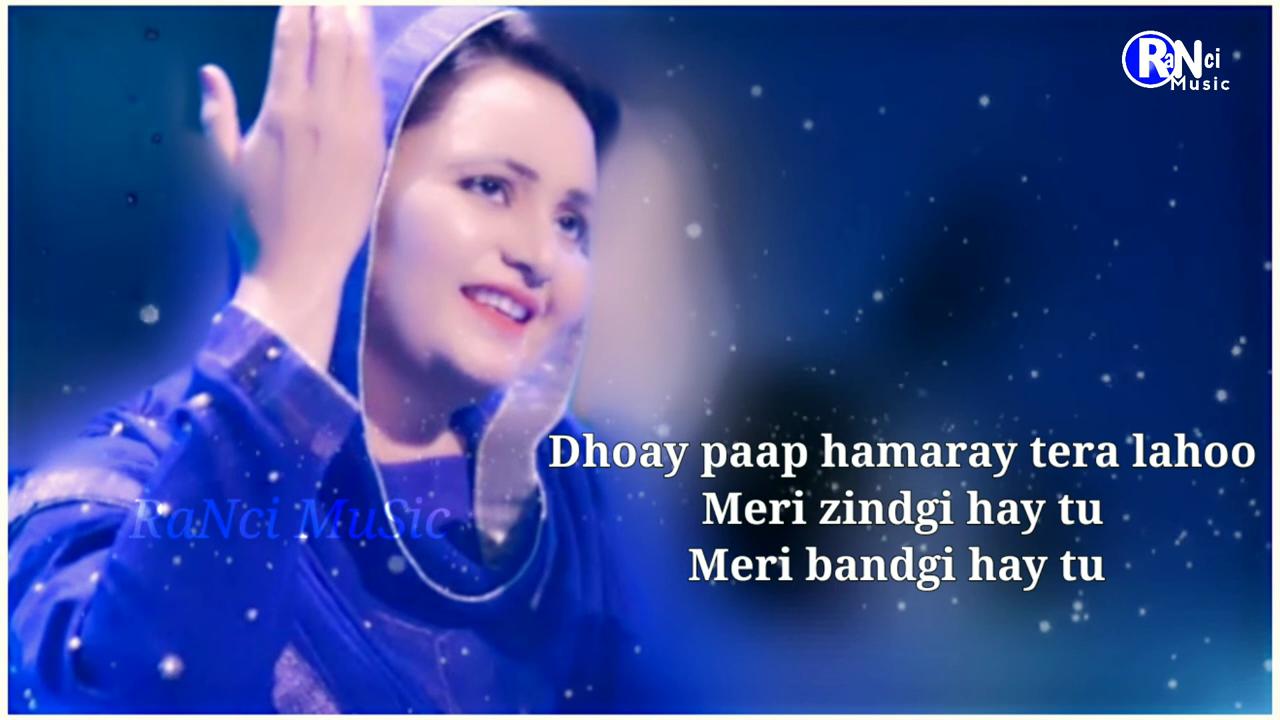 RaNci
Music
Dhoay paap hamaray tera lahoo
Meri zindgi hay tu
RaNci MuSic
Meri bandgi hay tu